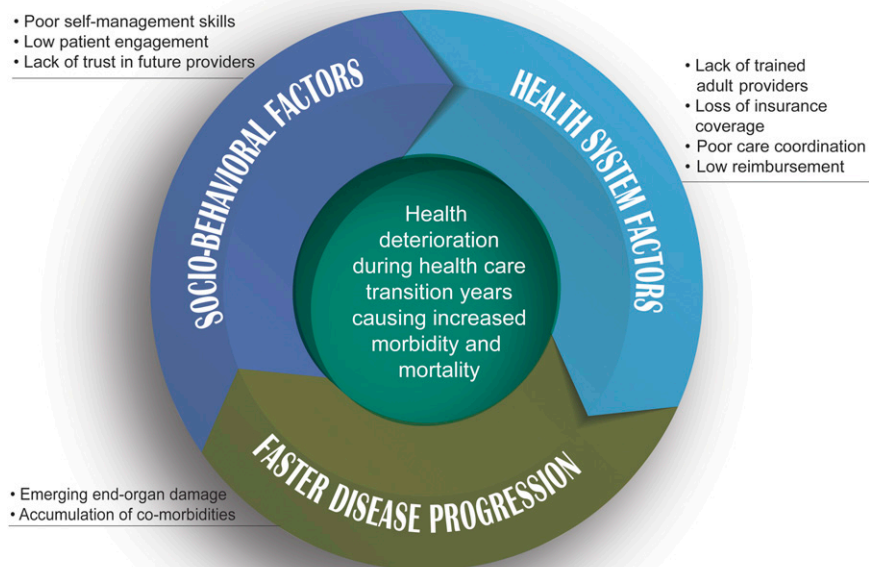 • Poor self-management skills
• Low patient engagement
• Lack of trust in future providers
SOCIO-BEHAVIORAL FACTORS
HEALTH SYSTEM FACTORS
• Lack of trained
adult providers
• Loss of insurance
coverage
• Poor care coordination
• Low reimbursement
Health
deterioration
during health care
transition years
causing increased
morbidity and
mortality
FASTER DISEASE PROGRESSION
• Emerging end-organ damage
• Accumulation of co-morbidities